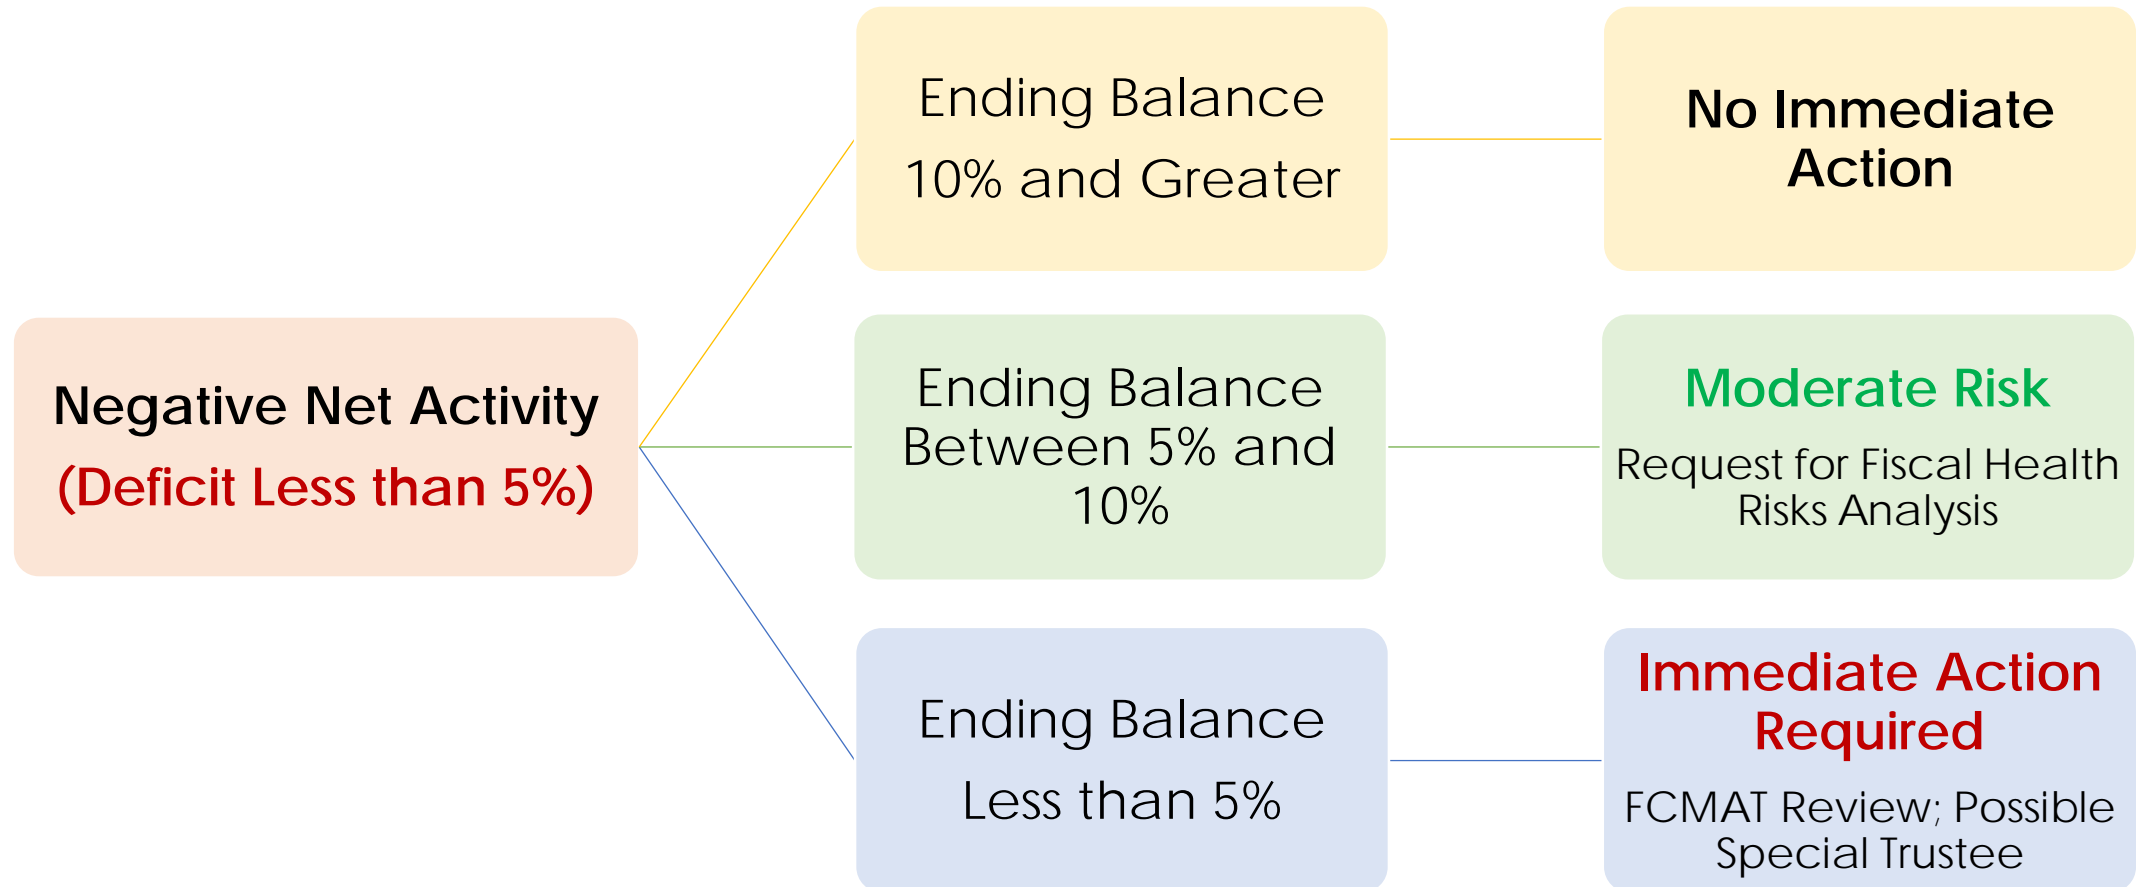 Negative Net Activity
(Deficit Less than 5%)
Ending Balance
10% and Greater
No Immediate
Action
Ending Balance
Between 5% and
10%
Moderate Risk
Request for Fiscal Health
Risks Analysis
Ending Balance
Less than 5%
Immediate Action
Required
FCMAT Review; Possible
Special Trustee